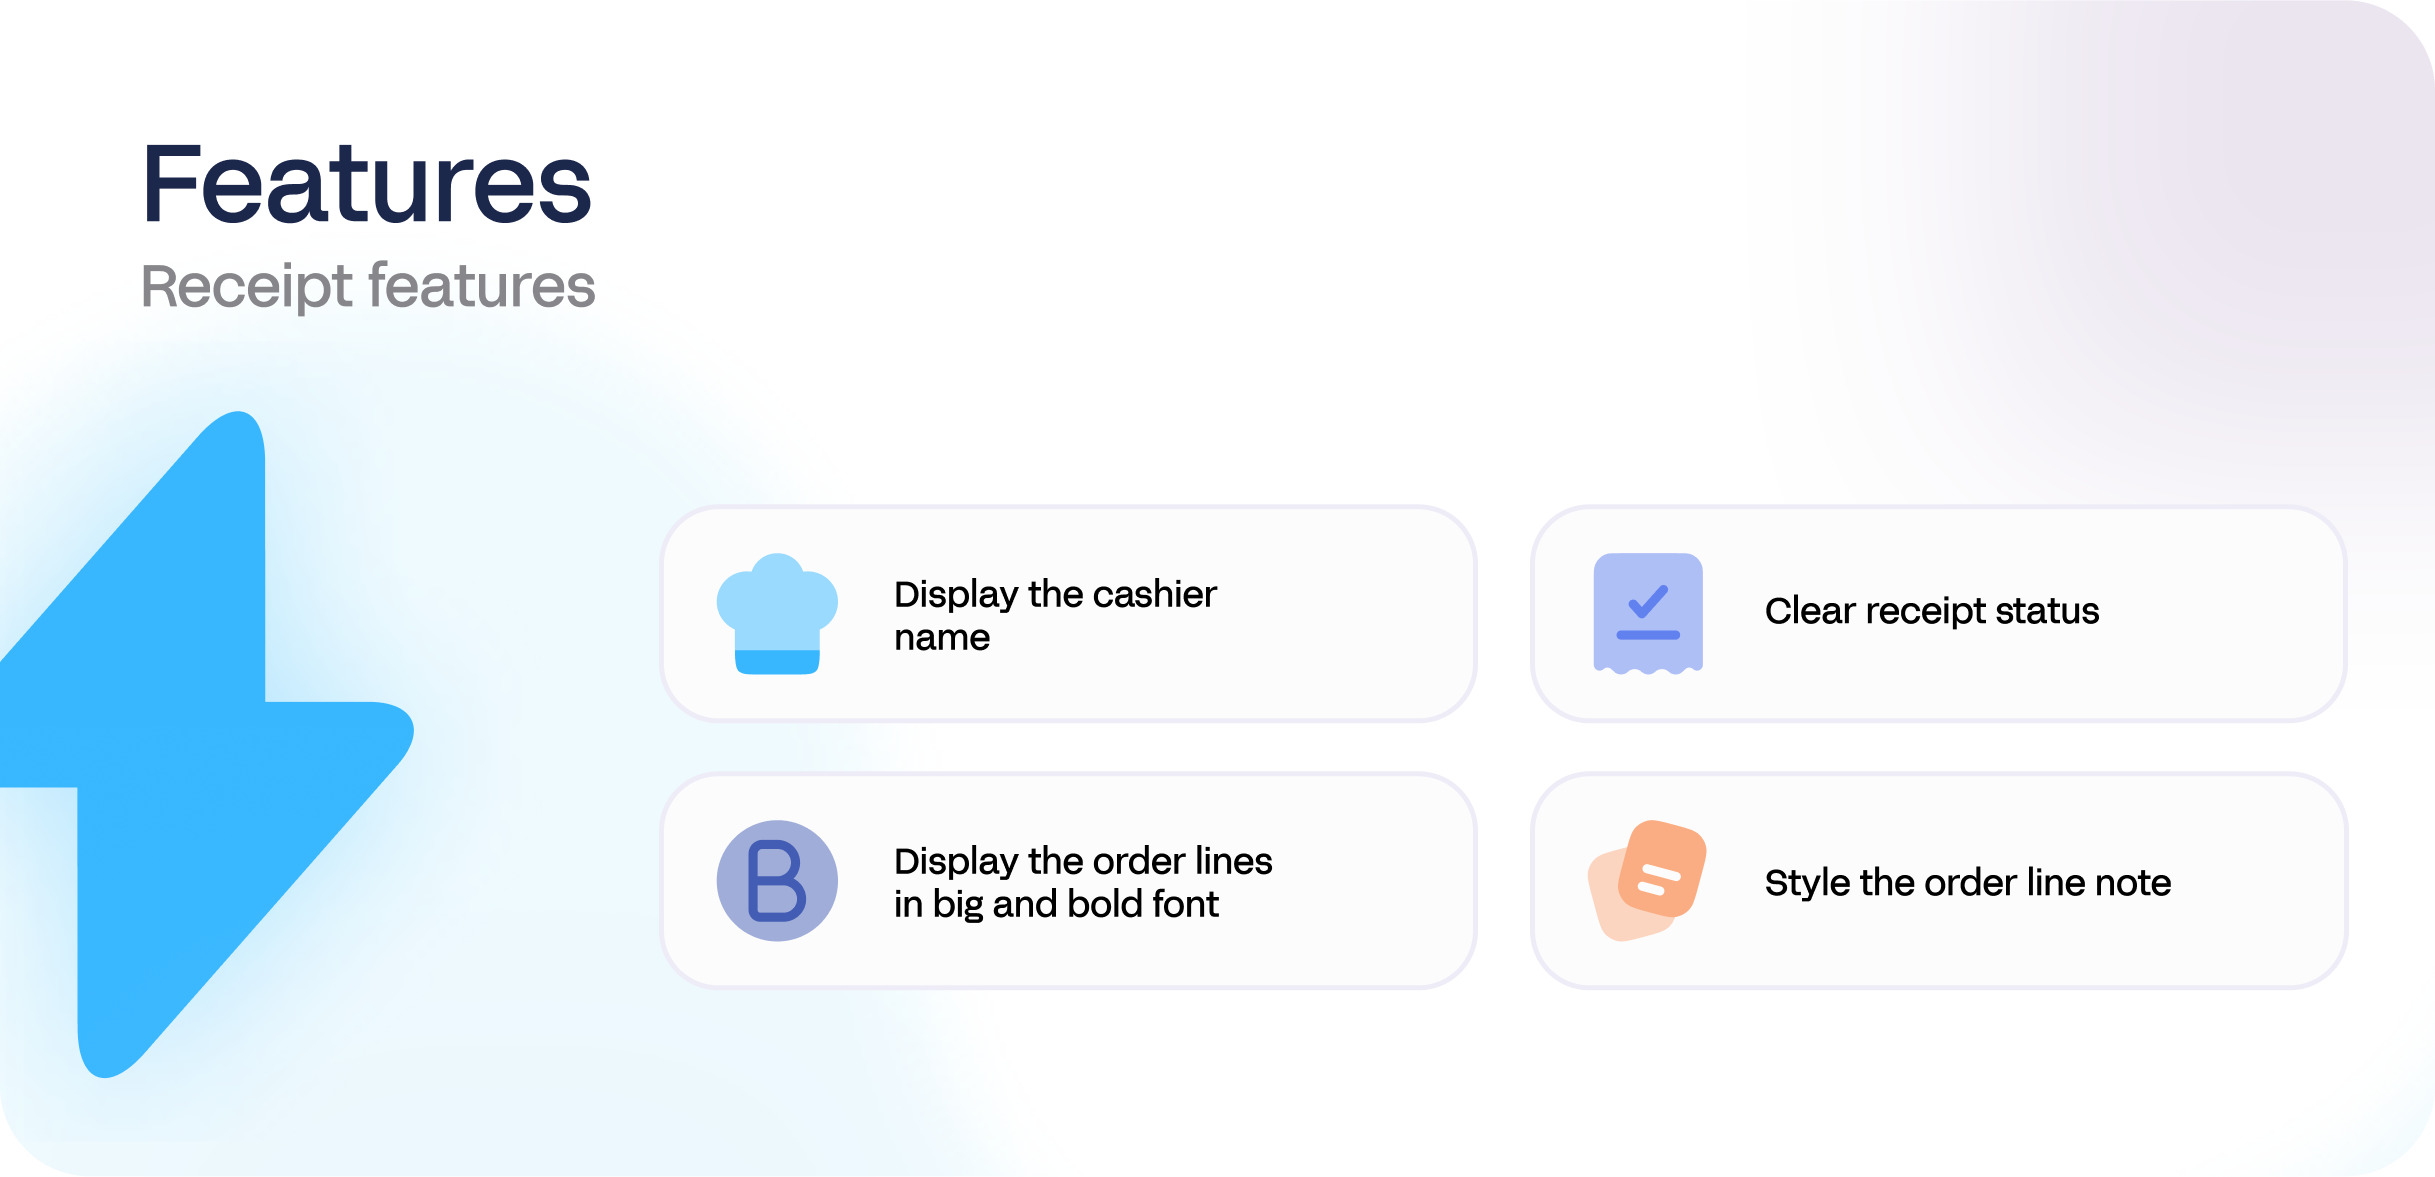 Features
Receipt features
Display the cashier
name
Clear receipt status
B
Display the order lines
in big and bold font
Style the order line note